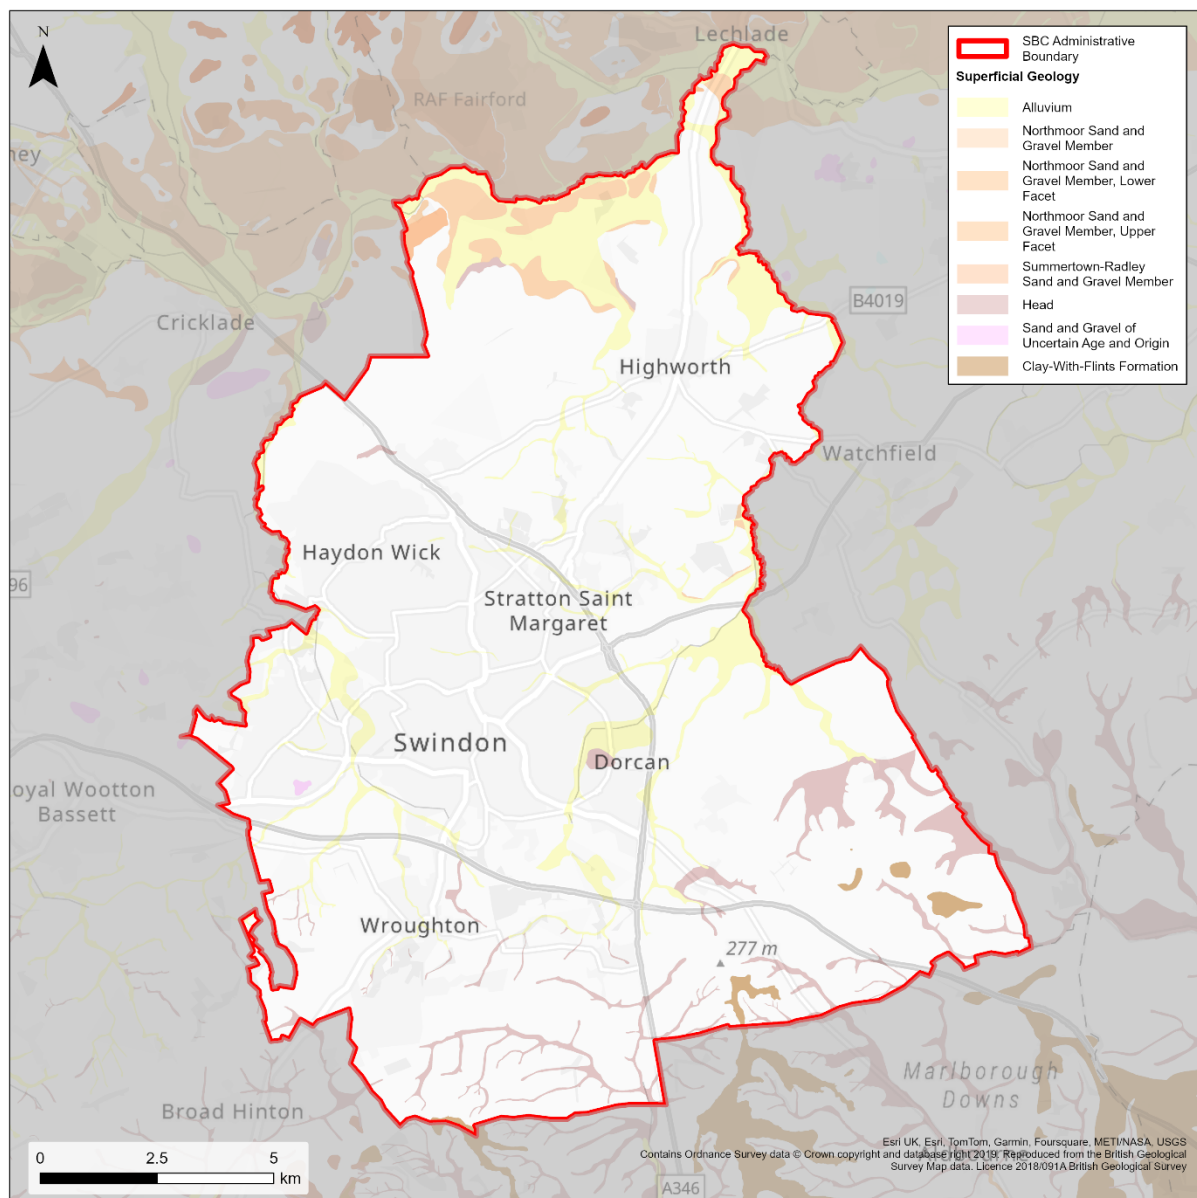 N
Lechlade
RAF Fairford
ney
Cricklade
B4019
Highworth
Watchfield
Haydon Wick
96
Stratton Saint
Margaret
Swindon
Dorcan
oyal Wootton
Bassett
Wroughton
277 m
Marlborough
Downs
Broad Hinton
A346
SBC Administrative
Boundary
Superficial Geology
Alluvium
Northmoor Sand and
Gravel Member
Northmoor Sand and
Gravel Member, Lower
Facet
Northmoor Sand and
Gravel Member, Upper
Facet
Summertown-Radley
Sand and Gravel Member
Head
Sand and Gravel of
Uncertain Age and Origin
Clay-With-Flints Formation
0 2.5 5
km
Esri UK, Esri, TomTom, Garmin, Foursquare, METI/NASA, USGS
Contains Ordnance Survey data © Crown copyright and database right 2019. Reproduced from the British Geological
Survey Map data. Licence 2018/091A British Geological Survey